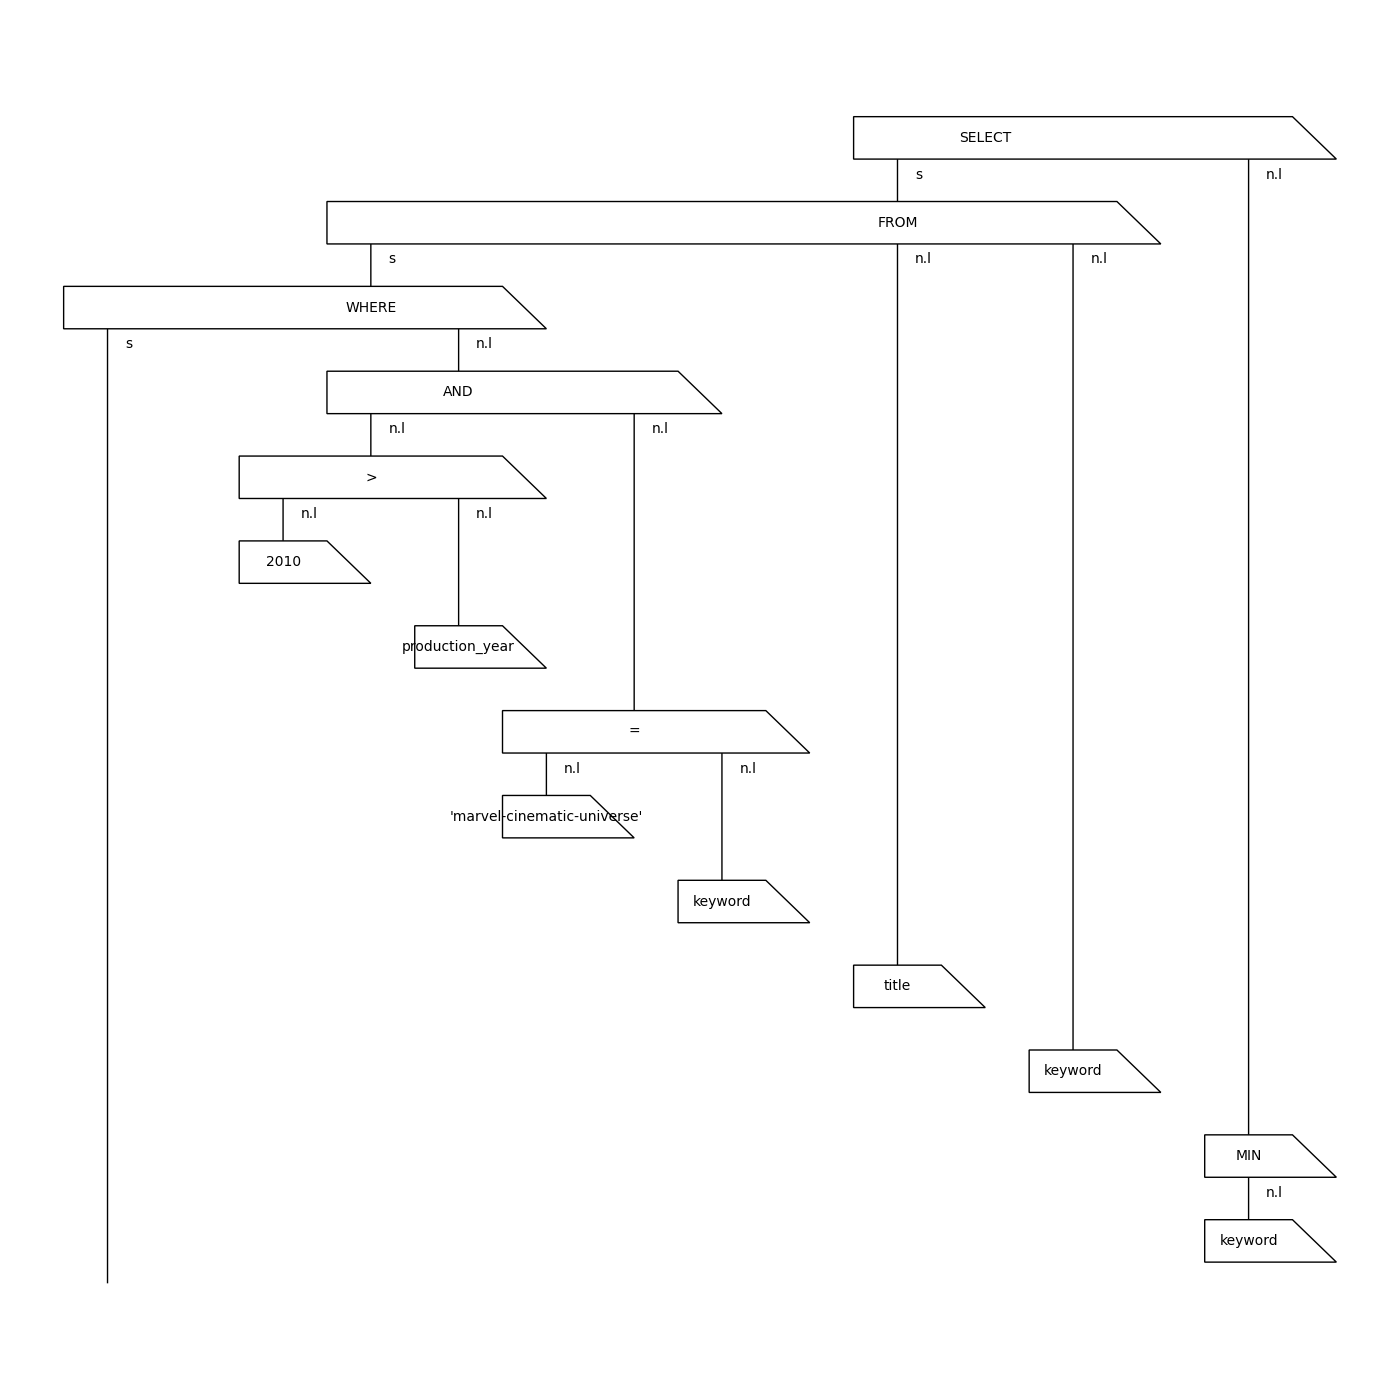 SELECT
s n.l
FROM
s n.l n.l
WHERE
s n.l
AND
n.l n.l
>
n.l n.l
2010
production_year
=
n.l n.l
'marvel-cinematic-universe'
keyword
title
keyword
MIN
n.l
keyword